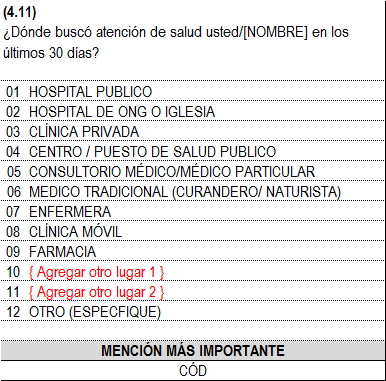 (4.11)
¿Dónde buscó atención de salud usted/[NOMBRE] en los
últimos 30 días?
01 HOSPITAL PUBLICO
02 HOSPITAL DE ONG O IGLESIA
03 CLÍNICA PRIVADA
04 CENTRO / PUESTO DE SALUD PUBLICO
05 CONSULTORIO MÉDICO/MÉDICO PARTICULAR
06 MEDICO TRADICIONAL (CURANDERO/ NATURISTA)
07 ENFERMERA
08 CLÍNICA MÓVIL
09 FARMACIA
10 { Agregar otro lugar 1 }
11 { Agregar otro lugar 2 }
12 OTRO (ESPECFIQUE)
MENCIÓN MÁS IMPORTANTE
CÓD